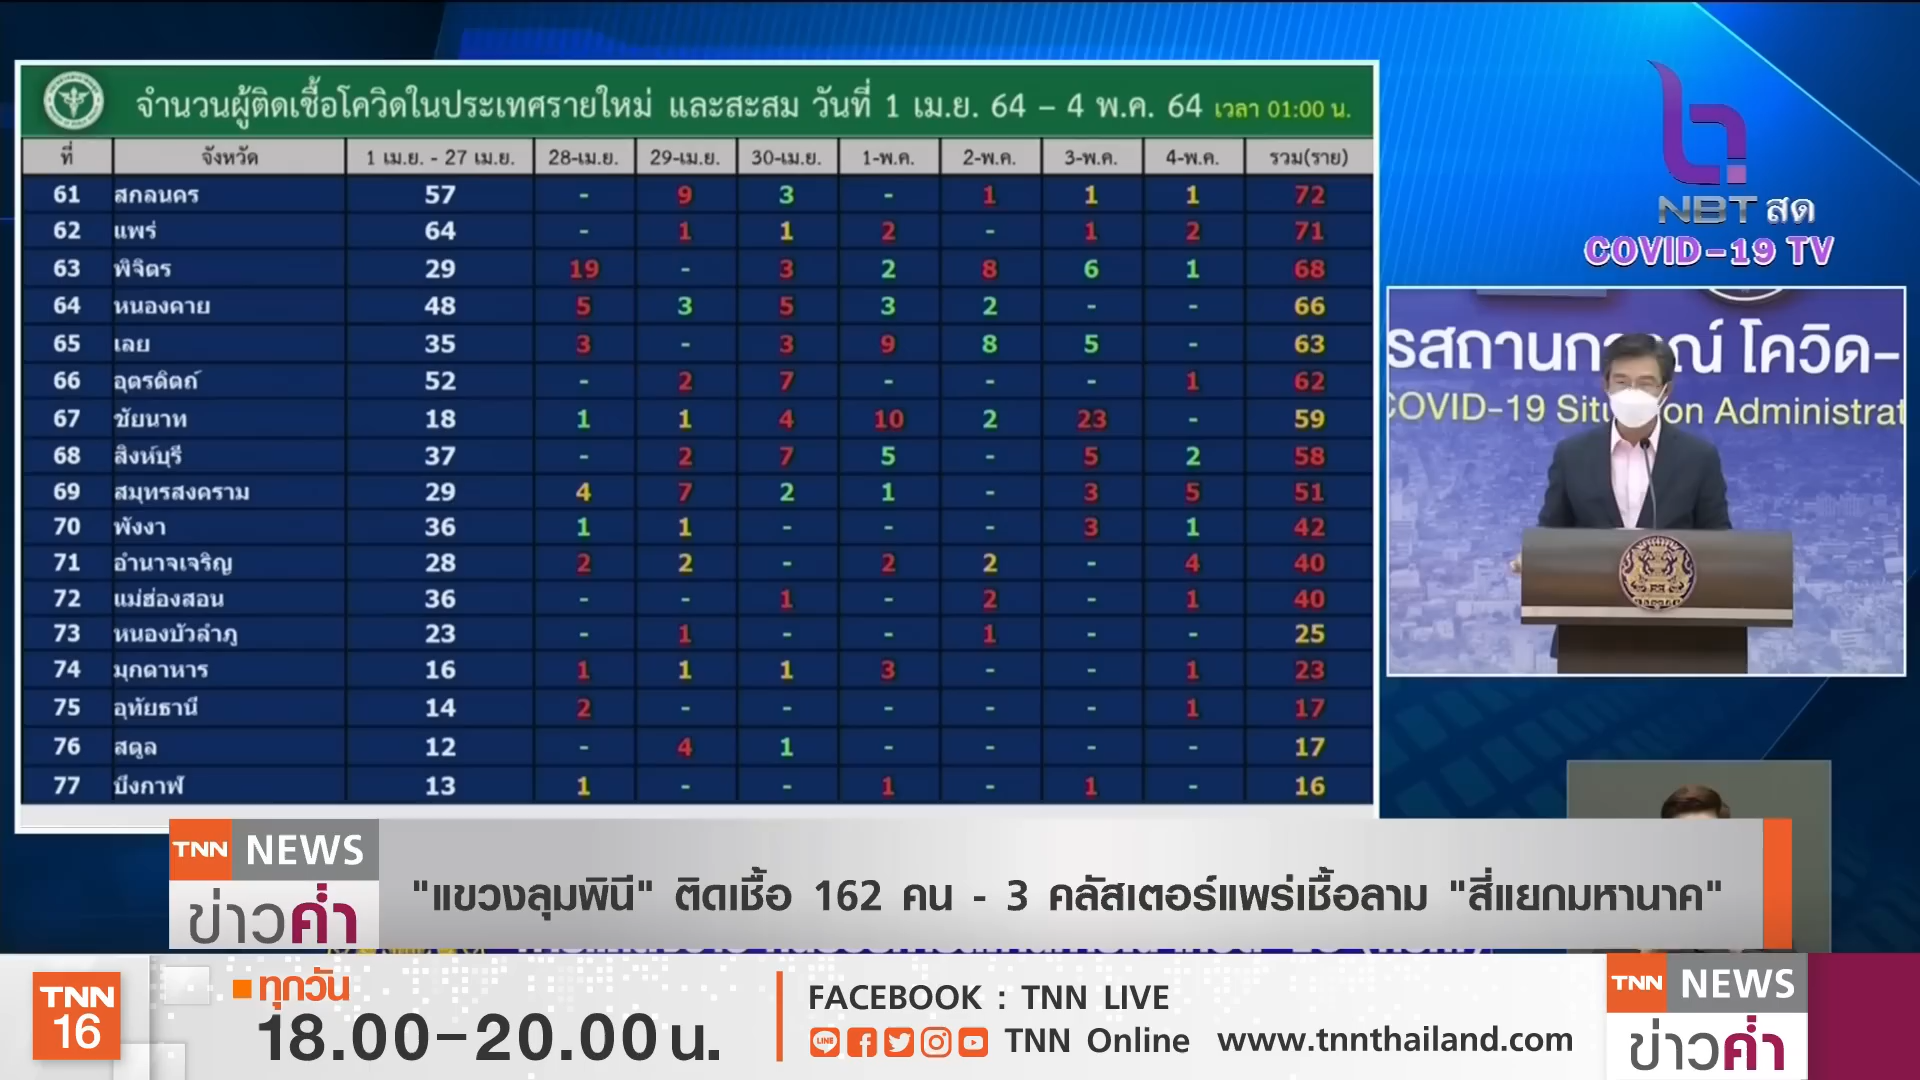 จำนวนผู้ติดเชื้อโควิดในประเทศรายใหม่ และสะสม วันที่ 1 เม.ย. 64 – 4 พ.ค. 64 เวลา 01:00 น.
ที่ จังหวัด 1 เม.ย. - 27 เม.ย. 28-เม.ย. 29-เม.ย. 30-เม.ย. 1-พ.ค. 2-พ.ค. 3-พ.ค. 4-พ.ค. รวม(ราย)
61 สกลนคร 57 - 9 3 - 1 1 1 72
62 แพร่ 64 - 1 1 2 - 1 2 71
63 พิจิตร 29 19 - 3 2 8 6 1 68
64 หนองคาย 48 5 3 5 3 2 - - 66
65 เลย 35 3 - 3 9 8 5 - 63
66 อุตรดิตถ์ 52 - 2 7 - - - 1 62
67 ชัยนาท 18 1 1 4 10 2 23 - 59
68 สิงห์บุรี 37 - 2 7 5 - 5 2 58
69 สมุทรสงคราม 29 4 7 2 1 - 3 5 51
70 พังงา 36 1 1 - - - 3 1 42
71 อำนาจเจริญ 28 2 2 - 2 2 - 4 40
72 แม่ฮ่องสอน 36 - - 1 - 2 - 1 40
73 หนองบัวลำภู 23 - 1 - - 1 - - 25
74 มุกดาหาร 16 1 1 1 3 - - 1 23
75 อุทัยธานี 14 2 - - - - - 1 17
76 สตูล 12 - 4 1 - - - - 17
77 บึงกาฬ 13 1 - - 1 - 1 - 16
NBT สด
COVID-19 TV
รสถานการณ์ โควิด-
COVID-19 Situation Administrat
TNN NEWS
ข่าวค่ำ
"แขวงลุมพินี" ติดเชื้อ 162 คน - 3 คลัสเตอร์แพร่เชื้อลาม "สี่แยกมหานาค"
TNN
16
ทุกวัน
18.00-20.00 น.
FACEBOOK : TNN LIVE
LINE TNN Online www.tnnthailand.com
TNN NEWS
ข่าวค่ำ